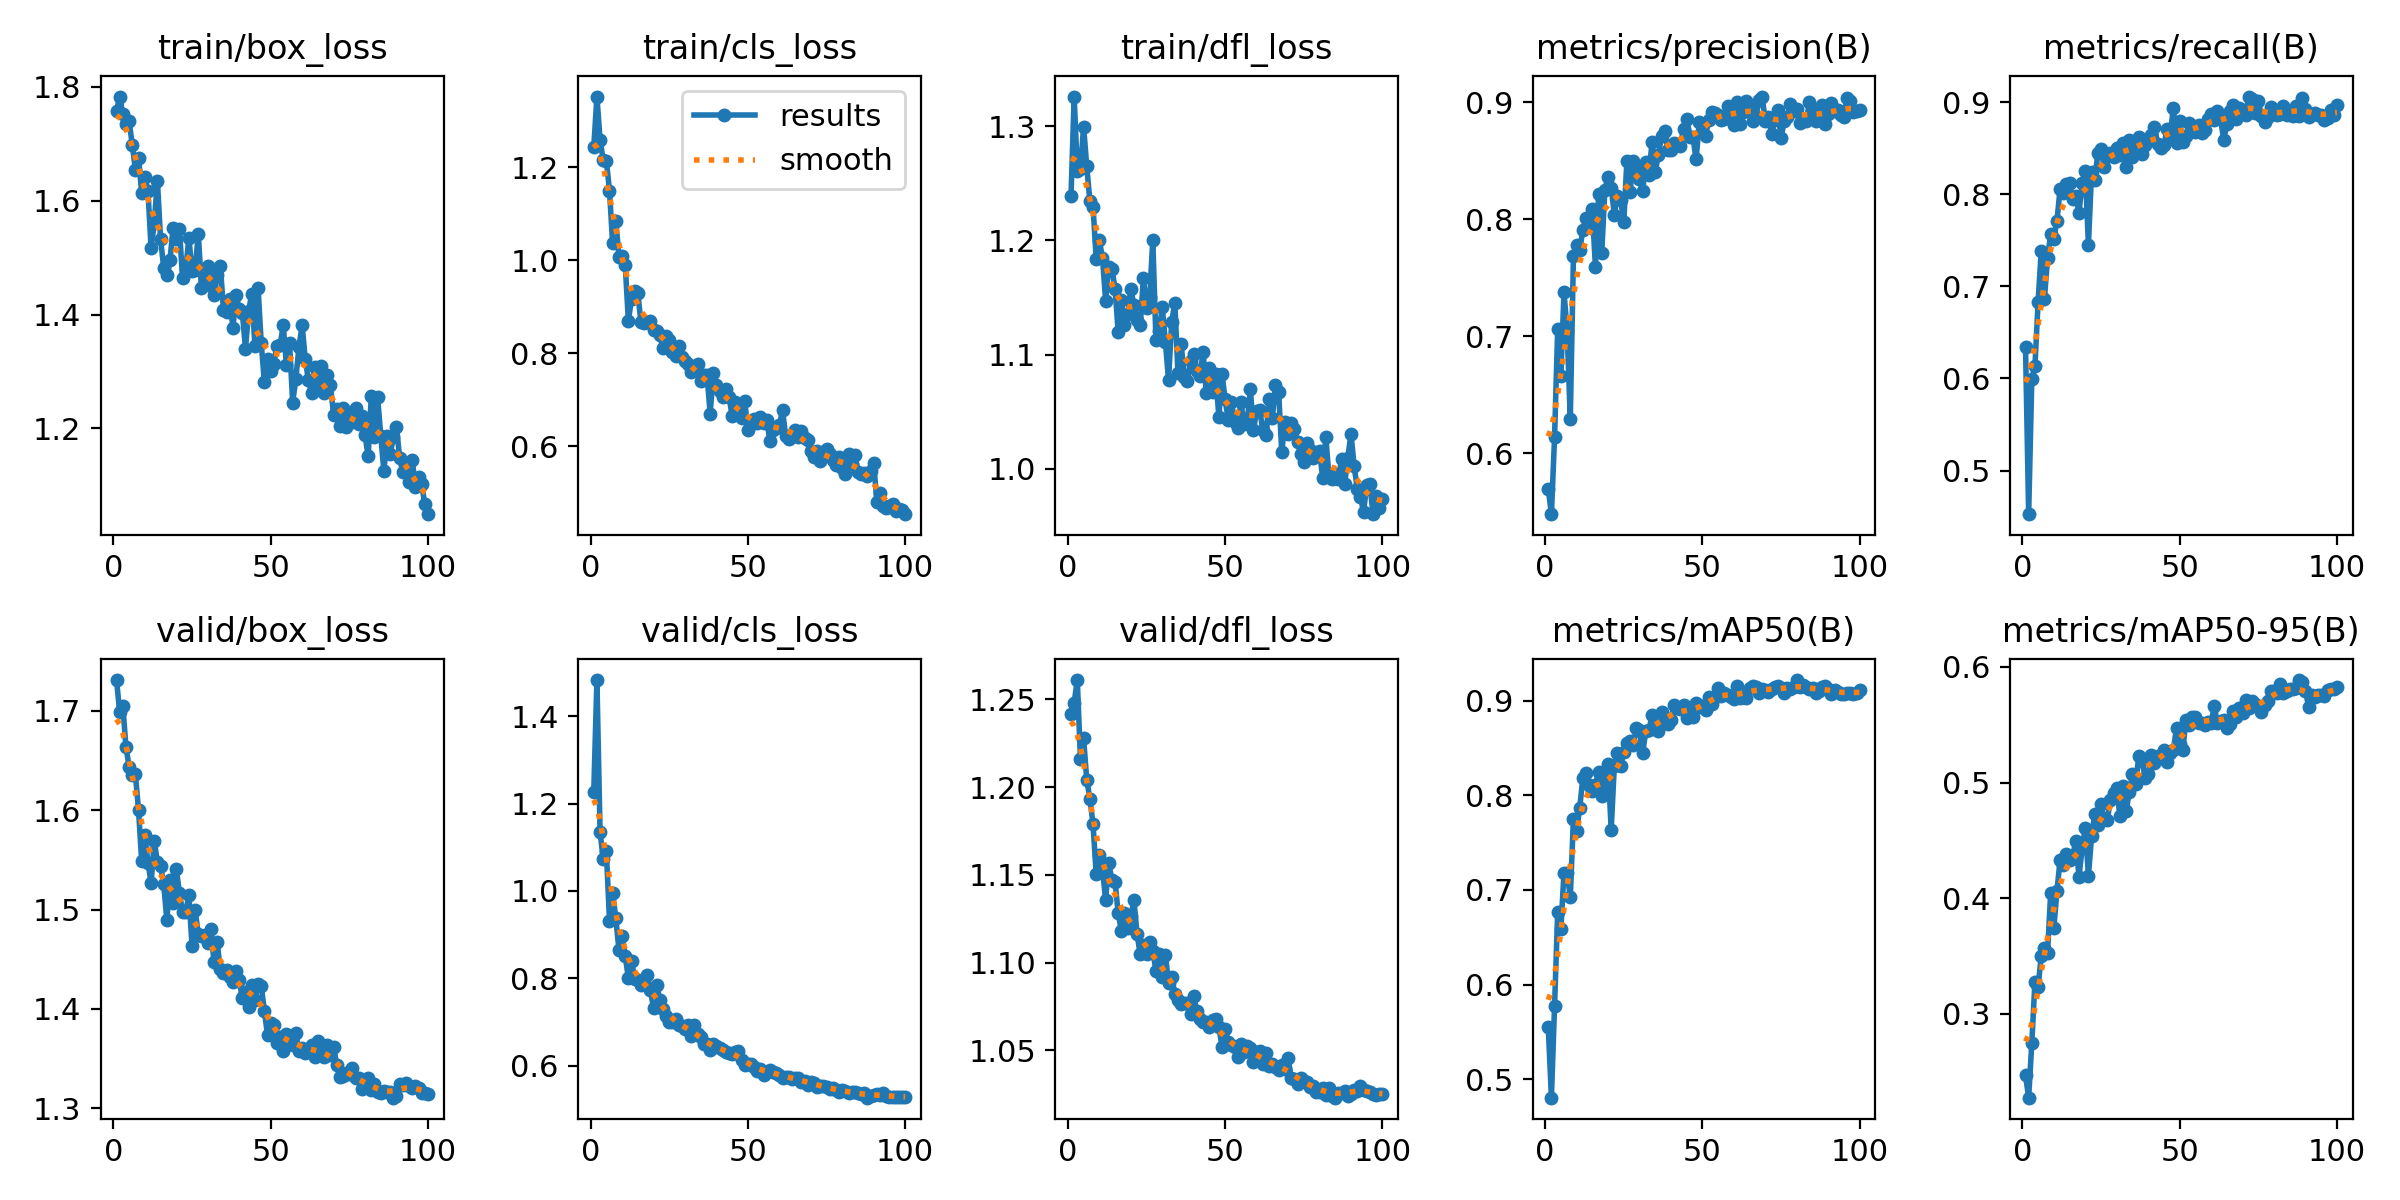 train/box_loss
1.8
1.6
1.4
1.2
0 50 100
train/cls_loss
results
smooth
1.2
1.0
0.8
0.6
0 50 100
train/dfl_loss
1.3
1.2
1.1
1.0
0 50 100
metrics/precision(B)
0.9
0.8
0.7
0.6
0 50 100
metrics/recall(B)
0.9
0.8
0.7
0.6
0.5
0 50 100
valid/box_loss
1.7
1.6
1.5
1.4
1.3
0 50 100
valid/cls_loss
1.4
1.2
1.0
0.8
0.6
0 50 100
valid/dfl_loss
1.25
1.20
1.15
1.10
1.05
0 50 100
metrics/mAP50(B)
0.9
0.8
0.7
0.6
0.5
0 50 100
metrics/mAP50-95(B)
0.6
0.5
0.4
0.3
0 50 100